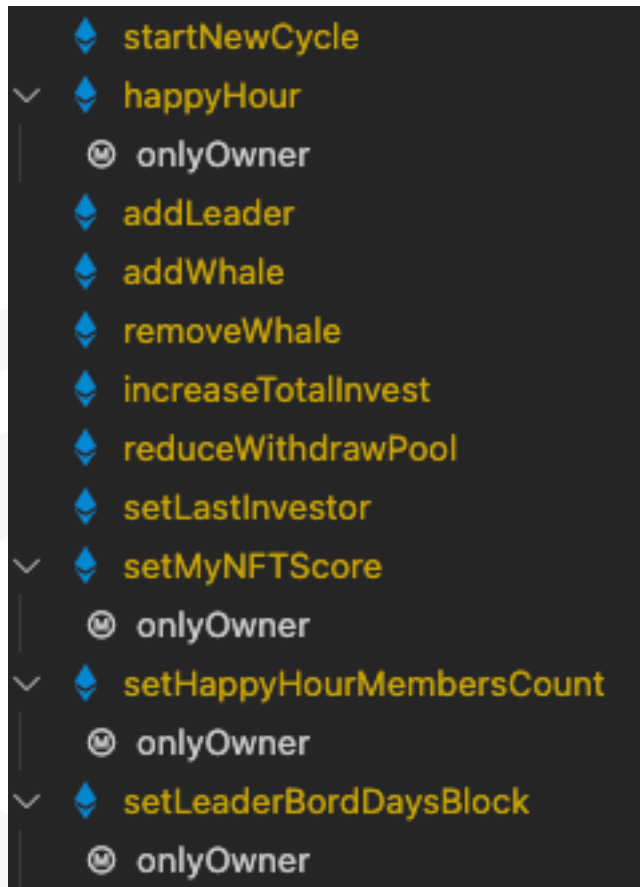 startNewCycle
happyHour
onlyOwner
addLeader
addWhale
removeWhale
increaseTotalInvest
reduceWithdrawPool
setLastInvestor
setMyNFTScore
onlyOwner
setHappyHourMembersCount
onlyOwner
setLeaderBordDaysBlock
onlyOwner